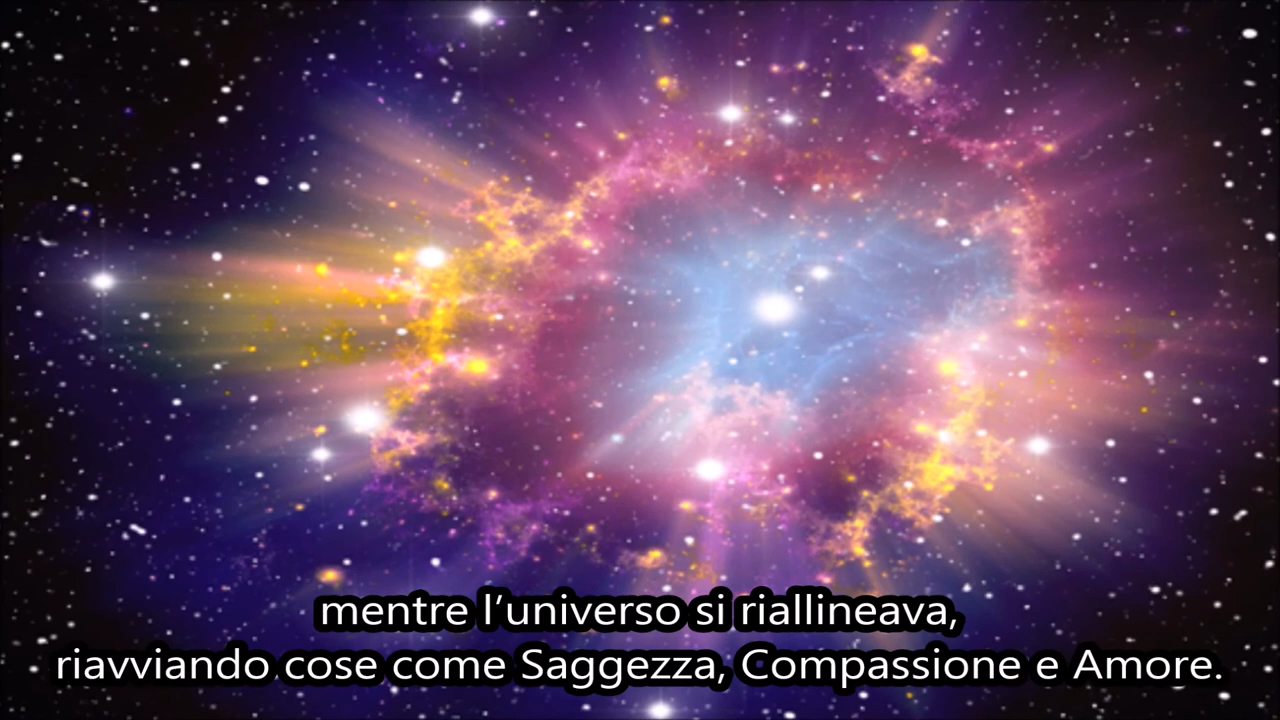 mentre l’universo si riallineava,
riavviando cose come Saggezza, Compassione e Amore.